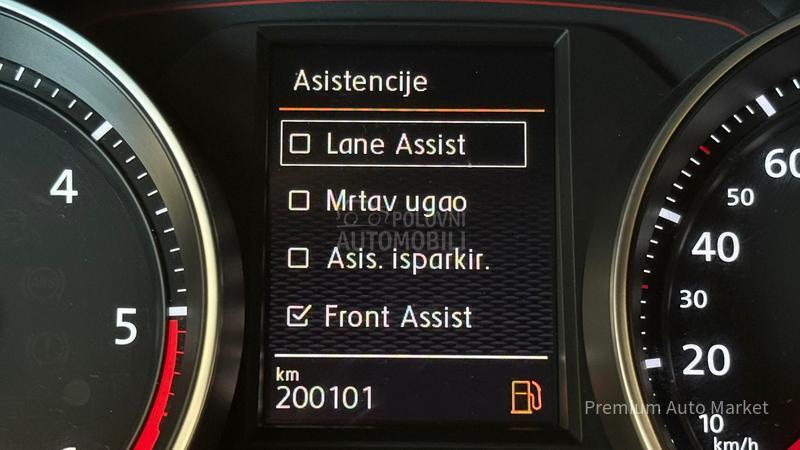 Asistencije
Lane Assist
Mrtav ugao
POLOVNI
AUTOMOBILI
Asis. isparkir.
Front Assist
km
200101
4
5
60
50
40
30
20
10
km/h
Premium Auto Market